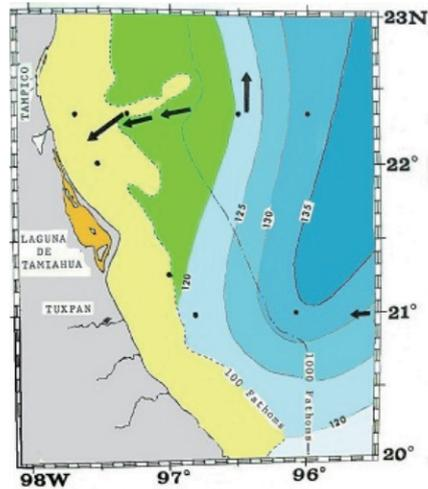 23N
TAMPICO
22°
125
130
135
LAGUNA
DE
TAMIAHUA
120
TUXPAN
21°
100 Fathoms
1000 Fathoms
120
20°
98W
97°
96°